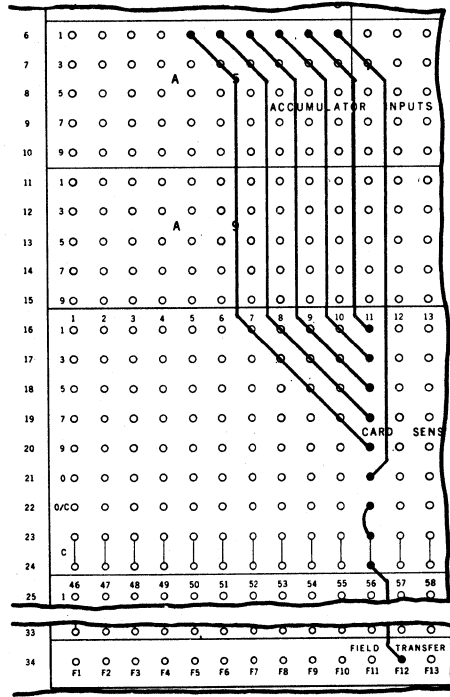 6 1
7 3
A 5
8 5
ACCUMULATOR INPUTS
9 7
10 9
11 1
12 3
A 9
13 5
14 7
15 9
1 2 3 4 5 6 7 8 9 10 11 12 13
16 1
17 3
18 5
19 7
CARD SENS
20 9
21 0
22 0/C
23
C
24
46 47 48 49 50 51 52 53 54 55 56 57 58
25 1
33
FIELD TRANSFER
34
F1 F2 F3 F4 F5 F6 F7 F8 F9 F10 F11 F12 F13